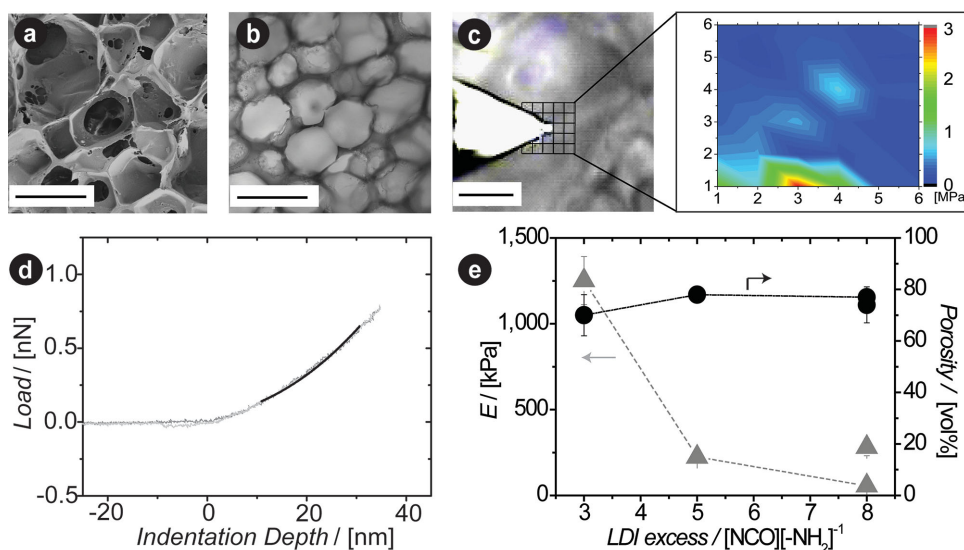 a
b
c
6
5
4
3
2
1
1 2 3 4 5 6
3
2
1
0
[MPa]
d
1.0
0.5
0.0
-0.5
-20 0 20 40
Load / [nN]
Indentation Depth / [nm]
e
1,500
1,000
500
250
0
E / [kPa]
100
80
60
40
20
0
Porosity / [vol%]
3 4 5 6 7 8
LDI excess / [NCO][-NH2]-1